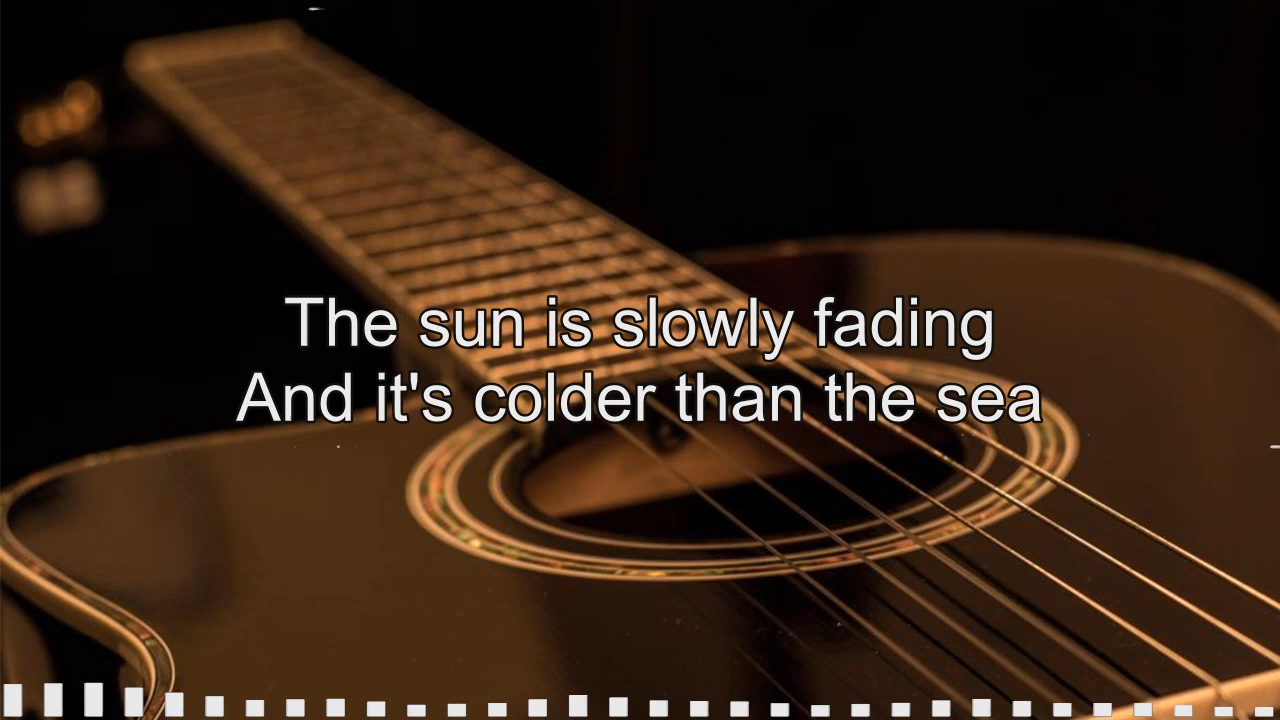 The sun is slowly fading
And it's colder than the sea